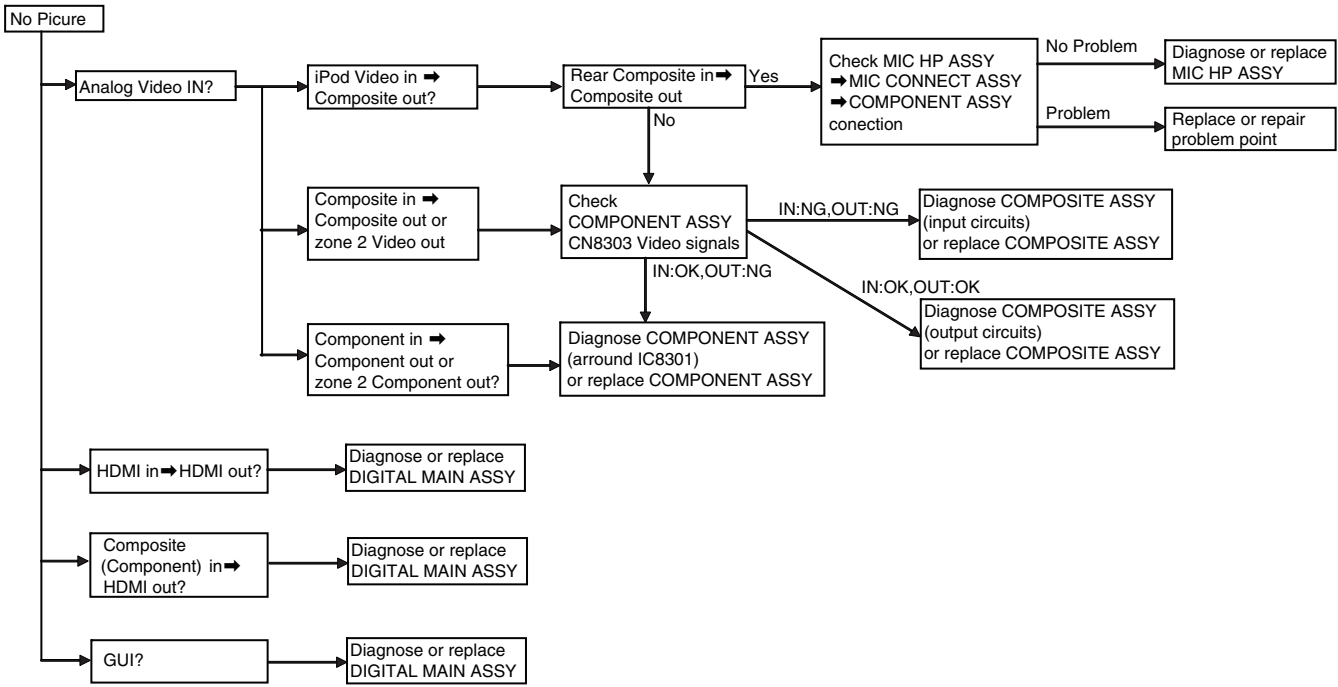 No Picure
Analog Video IN?
iPod Video in ➡
Composite out?
Rear Composite in➡
Composite out
Yes
No
Check MIC HP ASSY
➡MIC CONNECT ASSY
➡COMPONENT ASSY
conection
No Problem
Diagnose or replace
MIC HP ASSY
Problem
Replace or repair
problem point
Composite in ➡
Composite out or
zone 2 Video out
Check
COMPONENT ASSY
CN8303 Video signals
IN:NG,OUT:NG
Diagnose COMPOSITE ASSY
(input circuits)
or replace COMPOSITE ASSY
IN:OK,OUT:NG
IN:OK,OUT:OK
Diagnose COMPOSITE ASSY
(output circuits)
or replace COMPOSITE ASSY
Component in ➡
Component out or
zone 2 Component out?
Diagnose COMPONENT ASSY
(arround IC8301)
or replace COMPONENT ASSY
HDMI in➡HDMI out?
Diagnose or replace
DIGITAL MAIN ASSY
Composite
(Component) in➡
HDMI out?
Diagnose or replace
DIGITAL MAIN ASSY
GUI?
Diagnose or replace
DIGITAL MAIN ASSY